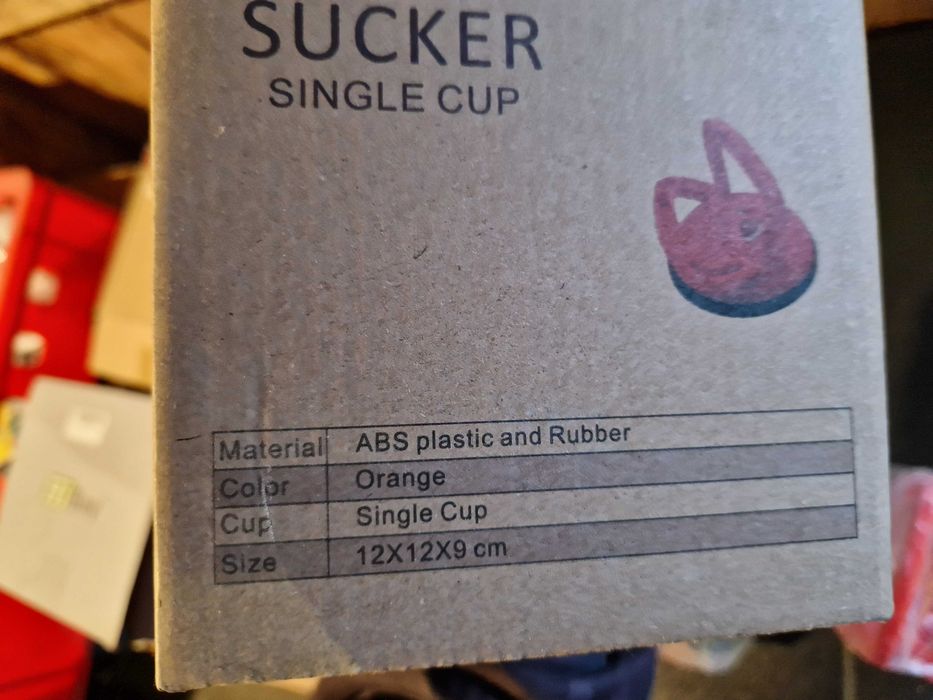 SUCKER
SINGLE CUP
Material ABS plastic and Rubber
Color Orange
Cup Single Cup
Size 12X12X9 cm